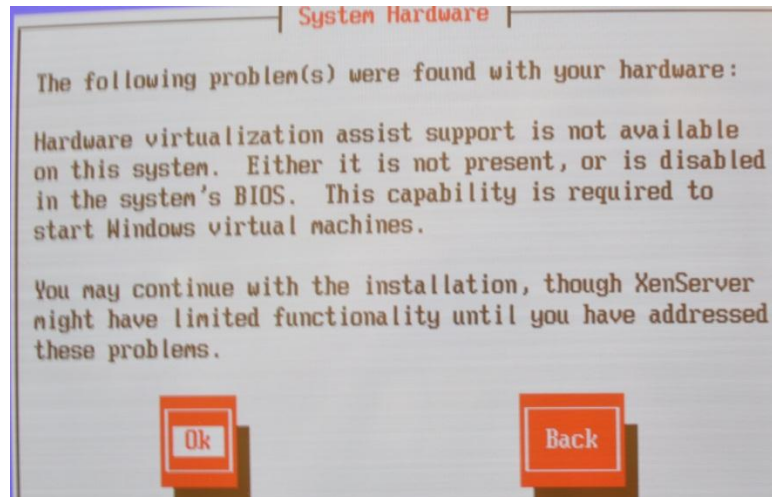 System Hardware
The following problem(s) were found with your hardware:
Hardware virtualization assist support is not available
on this system.  Either it is not present, or is disabled
in the system's BIOS.  This capability is required to
start Windows virtual machines.
You may continue with the installation, though XenServer
might have limited functionality until you have addressed
these problems.
Ok
Back